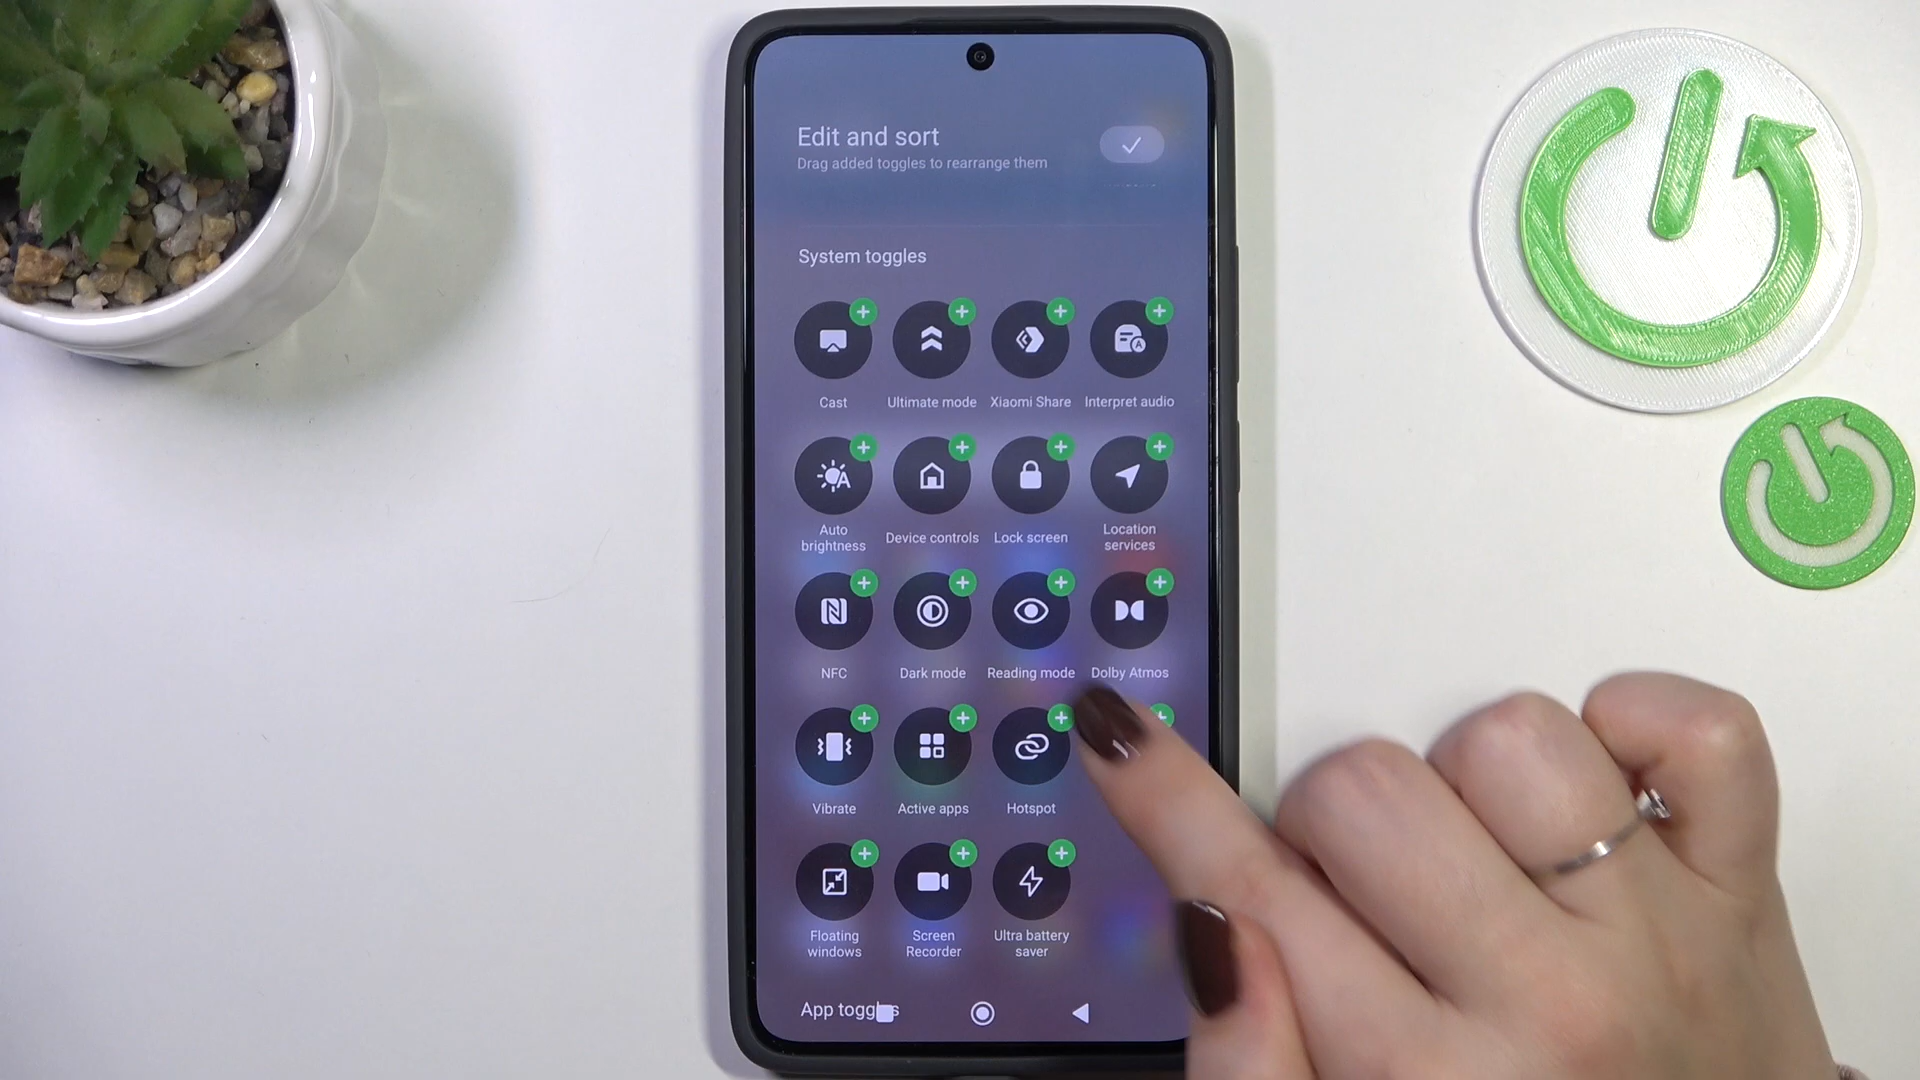 Edit and sort
Drag added toggles to rearrange them
System toggles
Cast Ultimate mode Xiaomi Share Interpret audio
Auto brightness Device controls Lock screen Location services
NFC Dark mode Reading mode Dolby Atmos
Vibrate Active apps Hotspot
Floating windows Screen Recorder Ultra battery saver
App toggles